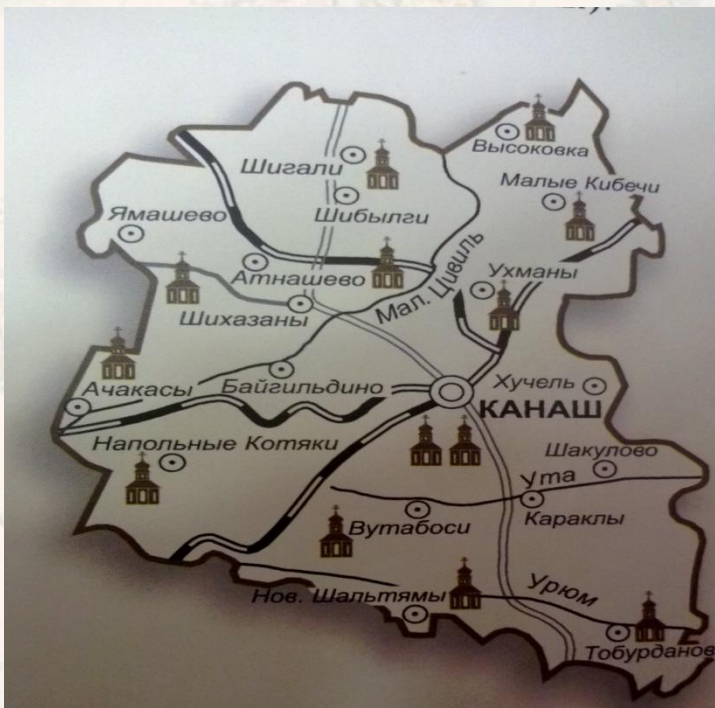 Высоковка
Шигали
Малые Кибечи
Шибылги
Ямашево
Мал. Цивиль
Ухманы
Атнашево
Шихазаны
Хучель
Байгильдино
Ачакасы
КАНАШ
Напольные Котяки
Шакулово
Ута
Караклы
Вутабоси
Урюм
Нов. Шальтямы
Тобурданов